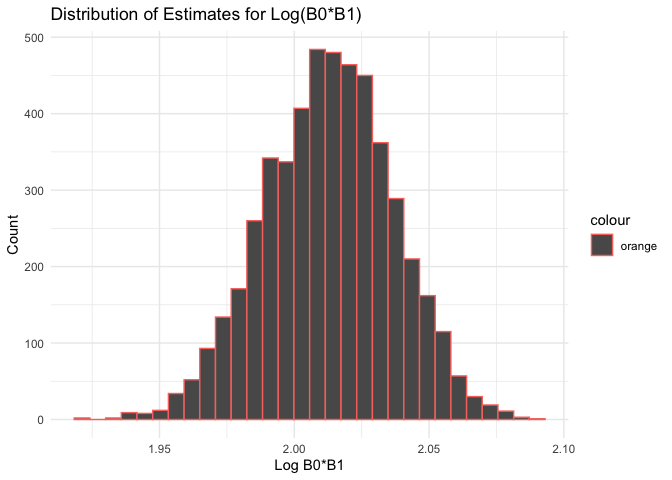 Distribution of Estimates for Log(B0*B1)
500
400
300
200
100
0
Count
1.95
2.00
2.05
2.10
Log B0*B1
colour
orange